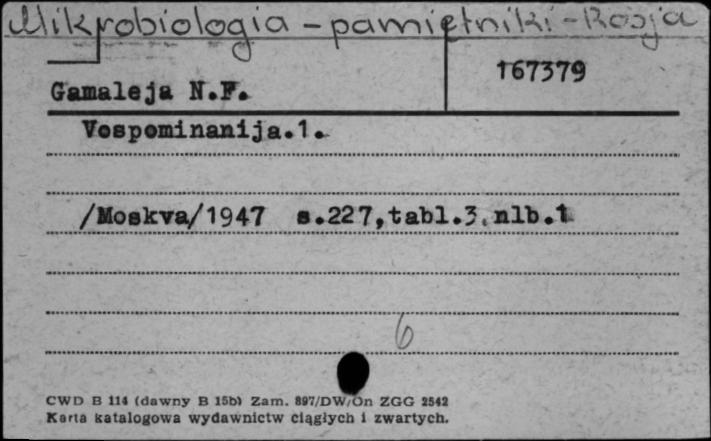 Mikrobiologia - pamiętniki - Rosja
167379
Gamaleja N.F.
Vospominanija.1.
/Moskva/1947 s.227,tabl.3.nlb.1
6
CWD B 114 (dawny B 15b) Zam. 897/DW/On ZGG 2542
Karta katalogowa wydawnictw ciągłych i zwartych.